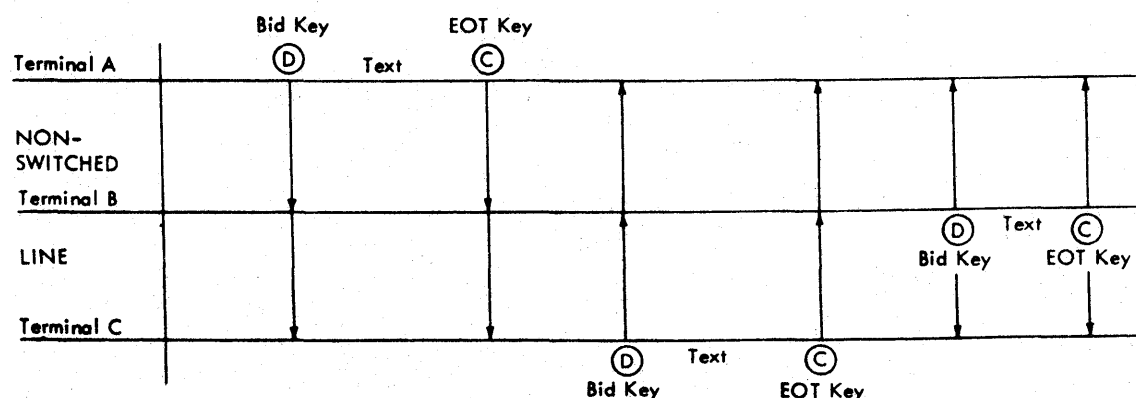 Bid Key EOT Key
Terminal A D Text C
NON-
SWITCHED
Terminal B
D Text C
LINE Bid Key EOT Key
Terminal C
D Text C
Bid Key EOT Key